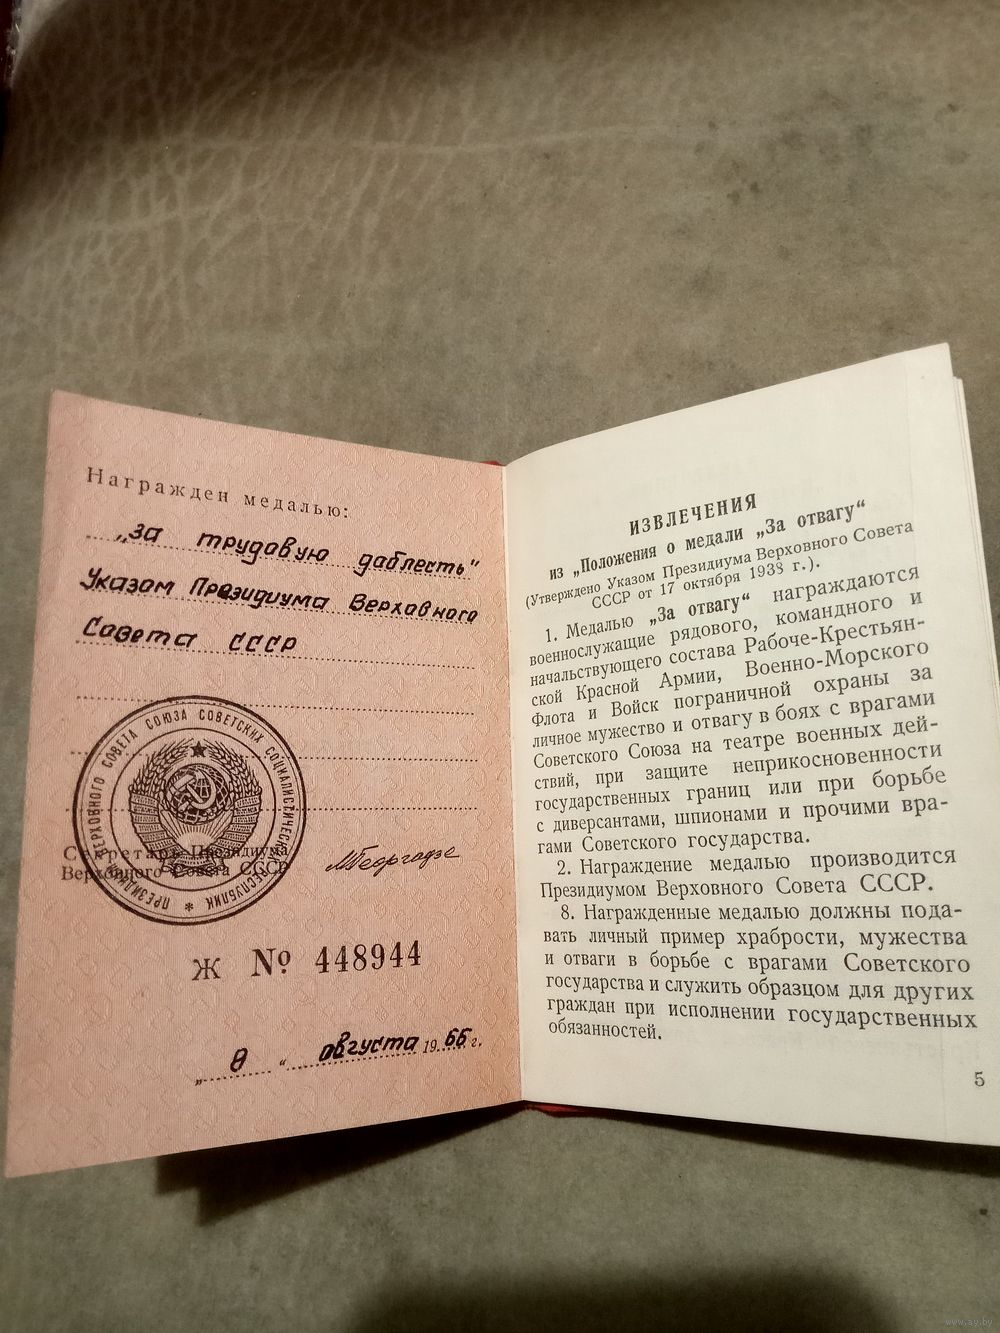 Награжден медалью:
„за трудовую даблесть"
Указом Президиума Верховного
Совета СССР
ПРЕЗИДИУМ ВЕРХОВНОГО СОВЕТА СОЮЗА СОВЕТСКИХ СОЦИАЛИСТИЧЕСКИХ РЕСПУБЛИК *
Секретарь Президиума
Верховного Совета СССР
МГеоргадзе
Ж № 448944
„ 8 “ августа 1966 г.
ИЗВЛЕЧЕНИЯ
из „Положения о медали „За отвагу“
(Утверждено Указом Президиума Верховного Совета
СССР от 17 октября 1938 г.).
1. Медалью „За отвагу“ награждаются
военнослужащие рядового, командного и
начальствующего состава Рабоче-Крестьян-
ской Красной Армии, Военно-Морского
Флота и Войск пограничной охраны за
личное мужество и отвагу в боях с врагами
Советского Союза на театре военных дей-
ствий, при защите неприкосновенности
государственных границ или при борьбе
с диверсантами, шпионами и прочими вра-
гами Советского государства.
2. Награждение медалью производится
Президиумом Верховного Совета СССР.
8. Награжденные медалью должны пода-
вать личный пример храбрости, мужества
и отваги в борьбе с врагами Советского
государства и служить образцом для других
граждан при исполнении государственных
обязанностей.
5
www.ay.by